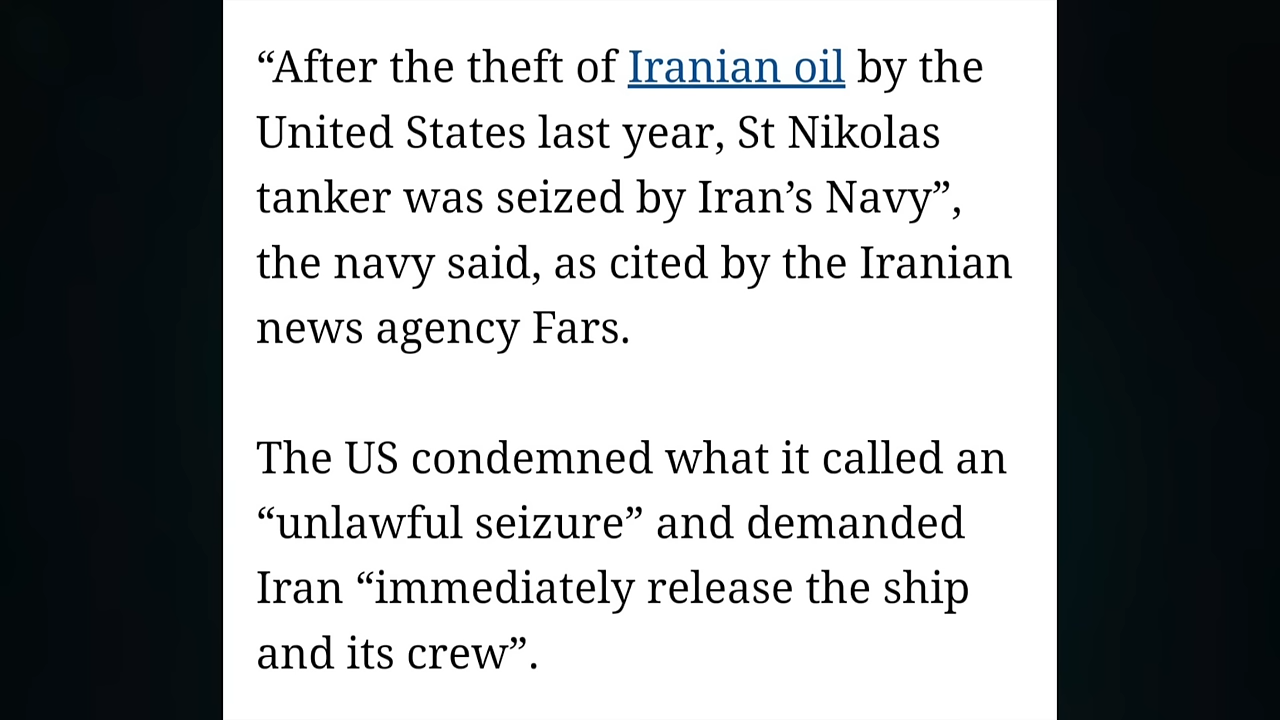 “After the theft of Iranian oil by the
United States last year, St Nikolas
tanker was seized by Iran’s Navy”,
the navy said, as cited by the Iranian
news agency Fars.
The US condemned what it called an
“unlawful seizure” and demanded
Iran “immediately release the ship
and its crew”.